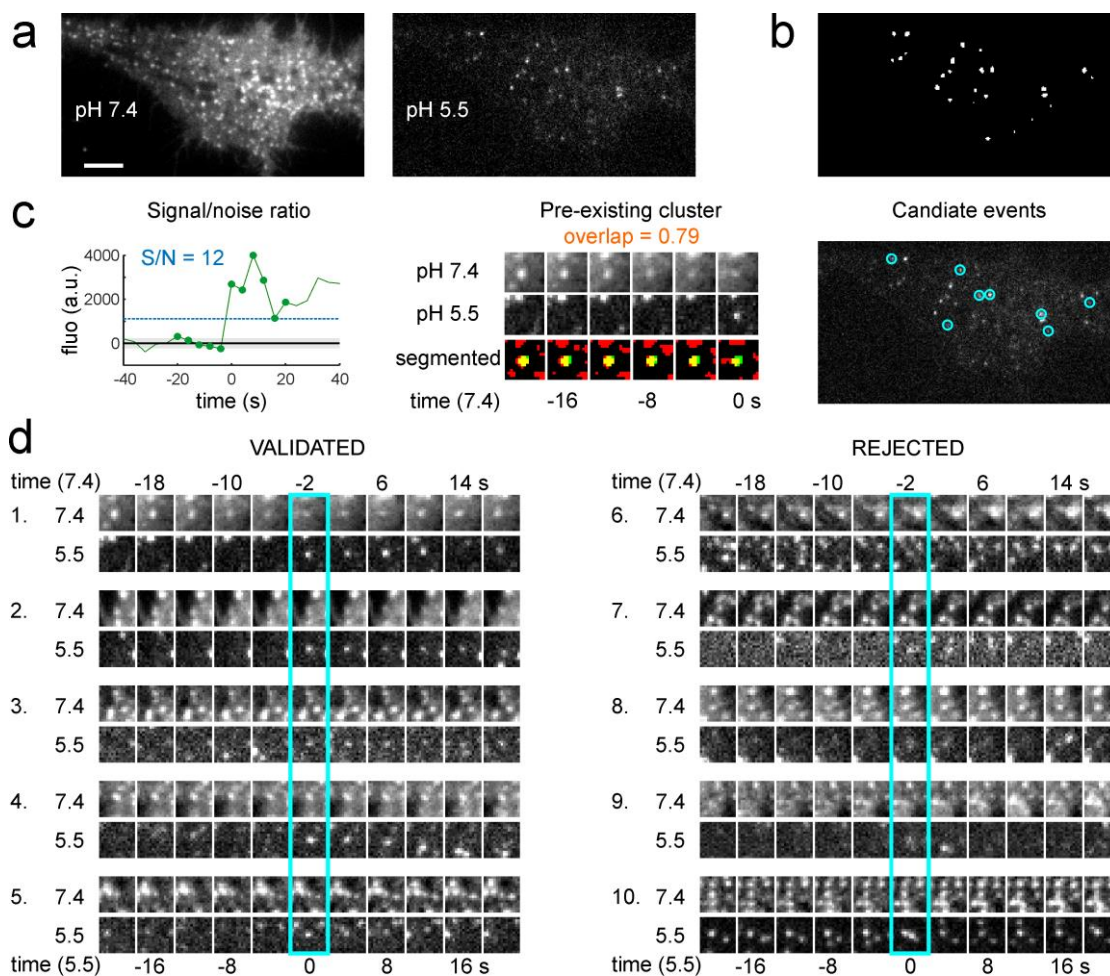 a
pH 7.4
pH 5.5
b
c
Signal/noise ratio
S/N = 12
4000
2000
0
fluo (a.u.)
-40 -20 0 20 40
time (s)
Pre-existing cluster
overlap = 0.79
pH 7.4
pH 5.5
segmented
time (7.4) -16 -8 0 s
Candiate events
d
VALIDATED
time (7.4) -18 -10 -2 6 14 s
1. 7.4
5.5
2. 7.4
5.5
3. 7.4
5.5
4. 7.4
5.5
5. 7.4
5.5
time (5.5) -16 -8 0 8 16 s
REJECTED
time (7.4) -18 -10 -2 6 14 s
6. 7.4
5.5
7. 7.4
5.5
8. 7.4
5.5
9. 7.4
5.5
10. 7.4
5.5
time (5.5) -16 -8 0 8 16 s